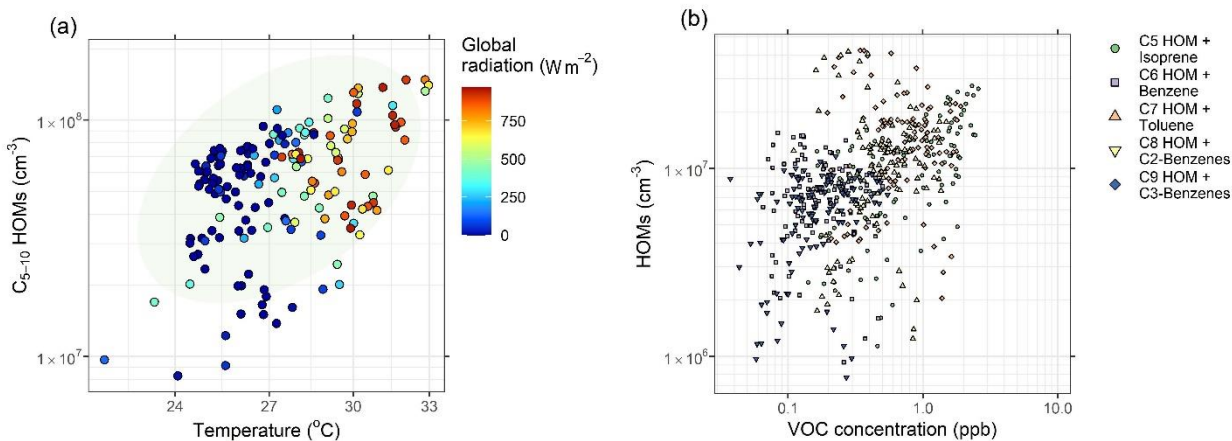 (a)
Global
radiation (Wm⁻²)
750
500
250
0
1 × 10⁸
1 × 10⁷
C₅₋₁₀ HOMs (cm⁻³)
24
27
30
33
Temperature (°C)
(b)
1 × 10⁷
1 × 10⁶
HOMs (cm⁻³)
0.1
1.0
10.0
VOC concentration (ppb)
C5 HOM +
Isoprene
C6 HOM +
Benzene
C7 HOM +
Toluene
C8 HOM +
C2-Benzenes
C9 HOM +
C3-Benzenes